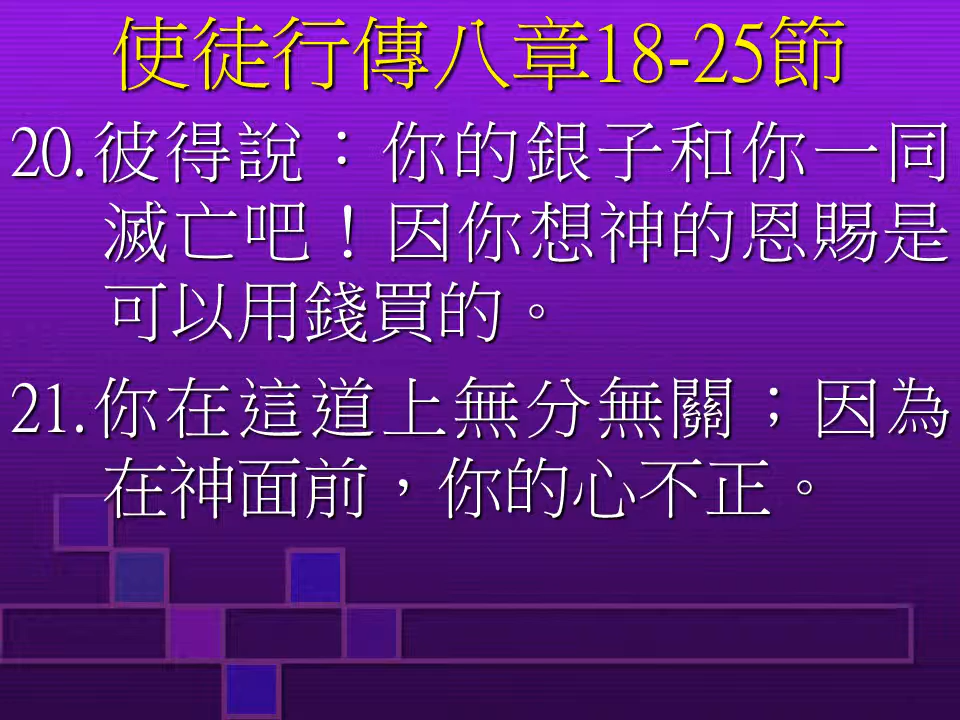 使徒行傳八章18-25節
20.彼得說：你的銀子和你一同
滅亡吧！因你想神的恩賜是
可以用錢買的。
21.你在這道上無分無關；因為
在神面前，你的心不正。